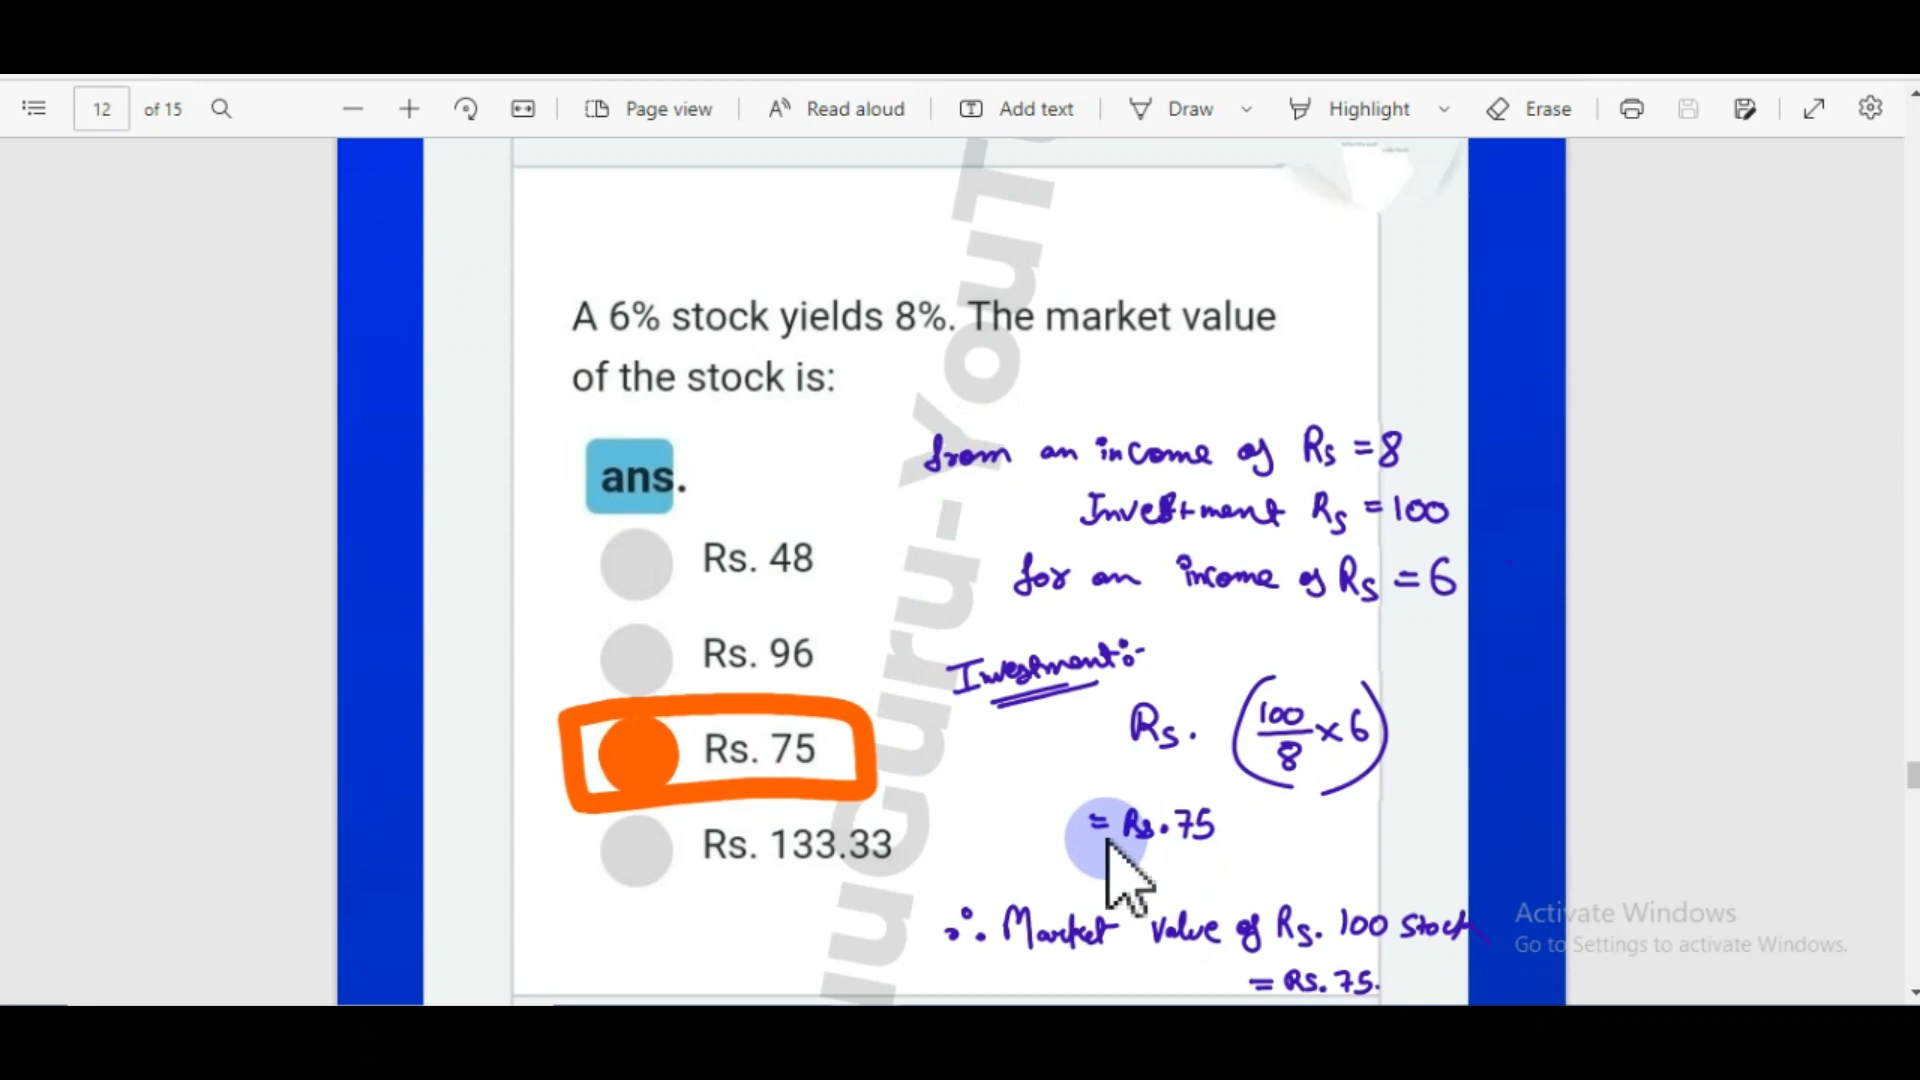 12 of 15 Page view Read aloud Add text Draw Highlight Erase
A 6% stock yields 8%. The market value
of the stock is:
from an income of Rs = 8
ans.
Investment Rs = 100
Rs. 48
for an income of Rs = 6
Rs. 96
Investment:-
Rs. 75
Rs. (100/8 × 6)
= Rs. 75
Rs. 133.33
∴ Market value of Rs. 100 stock
= Rs. 75.
Activate Windows
Go to Settings to activate Windows.
uGuru-YouT